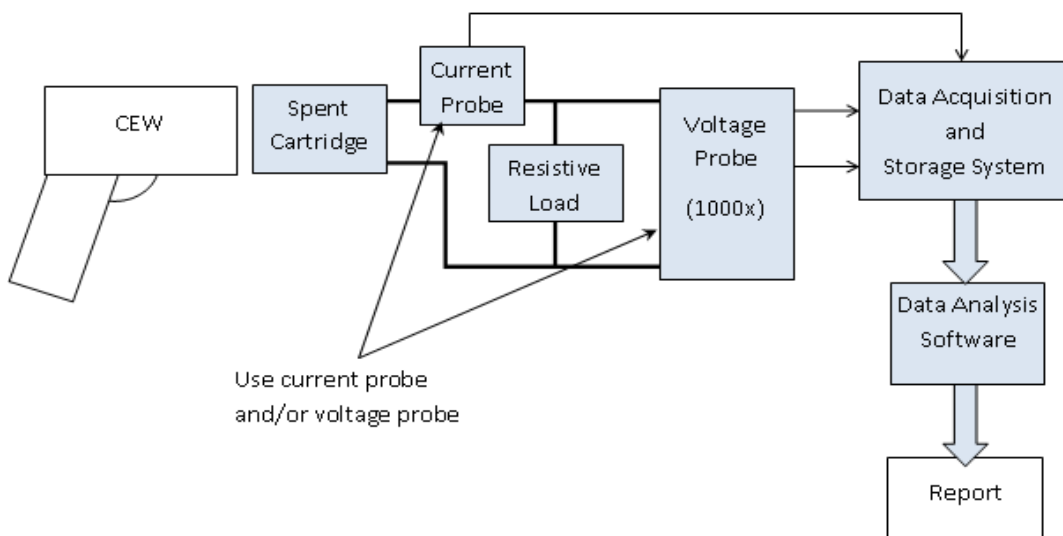 CEW
Spent
Cartridge
Current
Probe
Resistive
Load
Voltage
Probe
(1000x)
Data Acquisition
and
Storage System
Data Analysis
Software
Use current probe
and/or voltage probe
Report